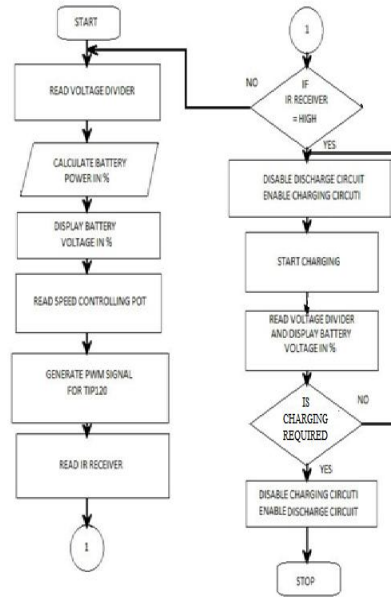 START
READ VOLTAGE DIVIDER
CALCULATE BATTERY
POWER IN %
DISPLAY BATTERY
VOLTAGE IN %
READ SPEED CONTROLLING POT
GENERATE PWM SIGNAL
FOR TIP120
READ IR RECEIVER
1
1
NO
IF
IR RECEIVER
= HIGH
YES
DISABLE DISCHARGE CIRCUIT
ENABLE CHARGING CIRCUTI
START CHARGING
READ VOLTAGE DIVIDER
AND DISPLAY BATTERY
VOLTAGE IN %
IS
CHARGING
REQUIRED
NO
YES
DISABLE CHARGING CIRCUTI
ENABLE DISCHARGE CIRCUIT
STOP